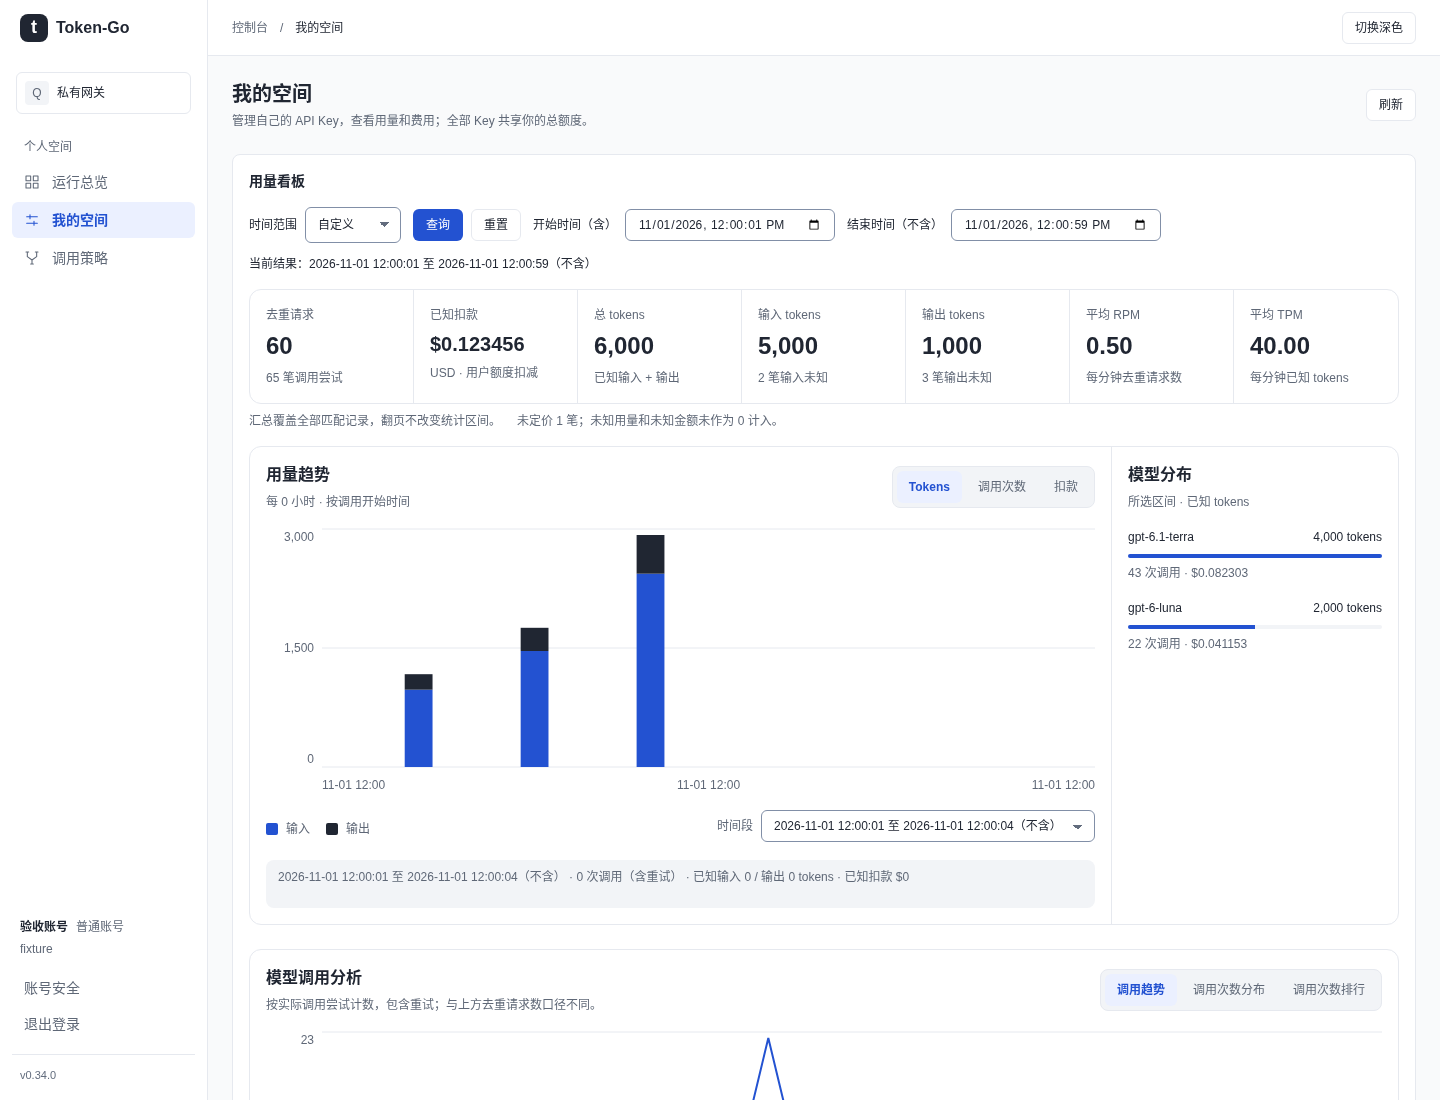 t Token-Go
Q 私有网关
个人空间
运行总览
我的空间
调用策略
验收账号 普通账号
fixture
账号安全
退出登录
v0.34.0
控制台 / 我的空间
切换深色
我的空间
管理自己的 API Key，查看用量和费用；全部 Key 共享你的总额度。
刷新
用量看板
时间范围 自定义 查询 重置 开始时间（含） 11/01/2026, 12:00:01 PM 结束时间（不含） 11/01/2026, 12:00:59 PM
当前结果：2026-11-01 12:00:01 至 2026-11-01 12:00:59（不含）
去重请求
60
65 笔调用尝试
已知扣款
$0.123456
USD · 用户额度扣减
总 tokens
6,000
已知输入 + 输出
输入 tokens
5,000
2 笔输入未知
输出 tokens
1,000
3 笔输出未知
平均 RPM
0.50
每分钟去重请求数
平均 TPM
40.00
每分钟已知 tokens
汇总覆盖全部匹配记录，翻页不改变统计区间。 未定价 1 笔；未知用量和未知金额未作为 0 计入。
用量趋势
每 0 小时 · 按调用开始时间
Tokens 调用次数 扣款
3,000
1,500
0
11-01 12:00 11-01 12:00 11-01 12:00
输入 输出
时间段 2026-11-01 12:00:01 至 2026-11-01 12:00:04（不含）
2026-11-01 12:00:01 至 2026-11-01 12:00:04（不含） · 0 次调用（含重试） · 已知输入 0 / 输出 0 tokens · 已知扣款 $0
模型分布
所选区间 · 已知 tokens
gpt-6.1-terra 4,000 tokens
43 次调用 · $0.082303
gpt-6-luna 2,000 tokens
22 次调用 · $0.041153
模型调用分析
按实际调用尝试计数，包含重试；与上方去重请求数口径不同。
调用趋势 调用次数分布 调用次数排行
23